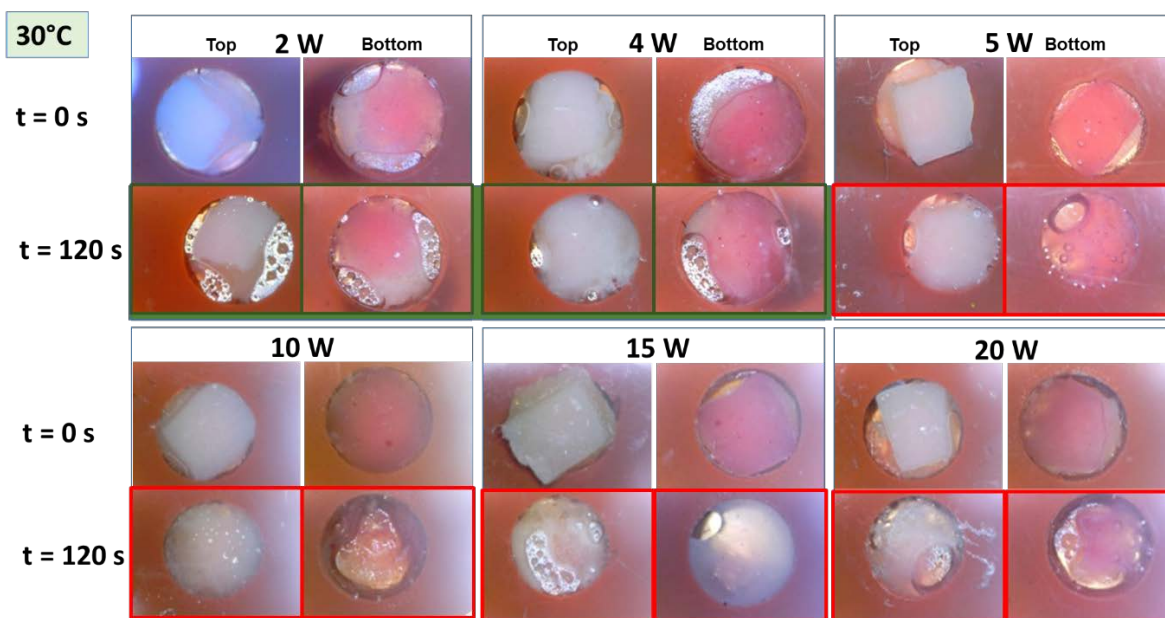 30°C
2 W
Top Bottom
4 W
Top Bottom
5 W
Top Bottom
t = 0 s
t = 120 s
10 W
15 W
20 W
t = 0 s
t = 120 s